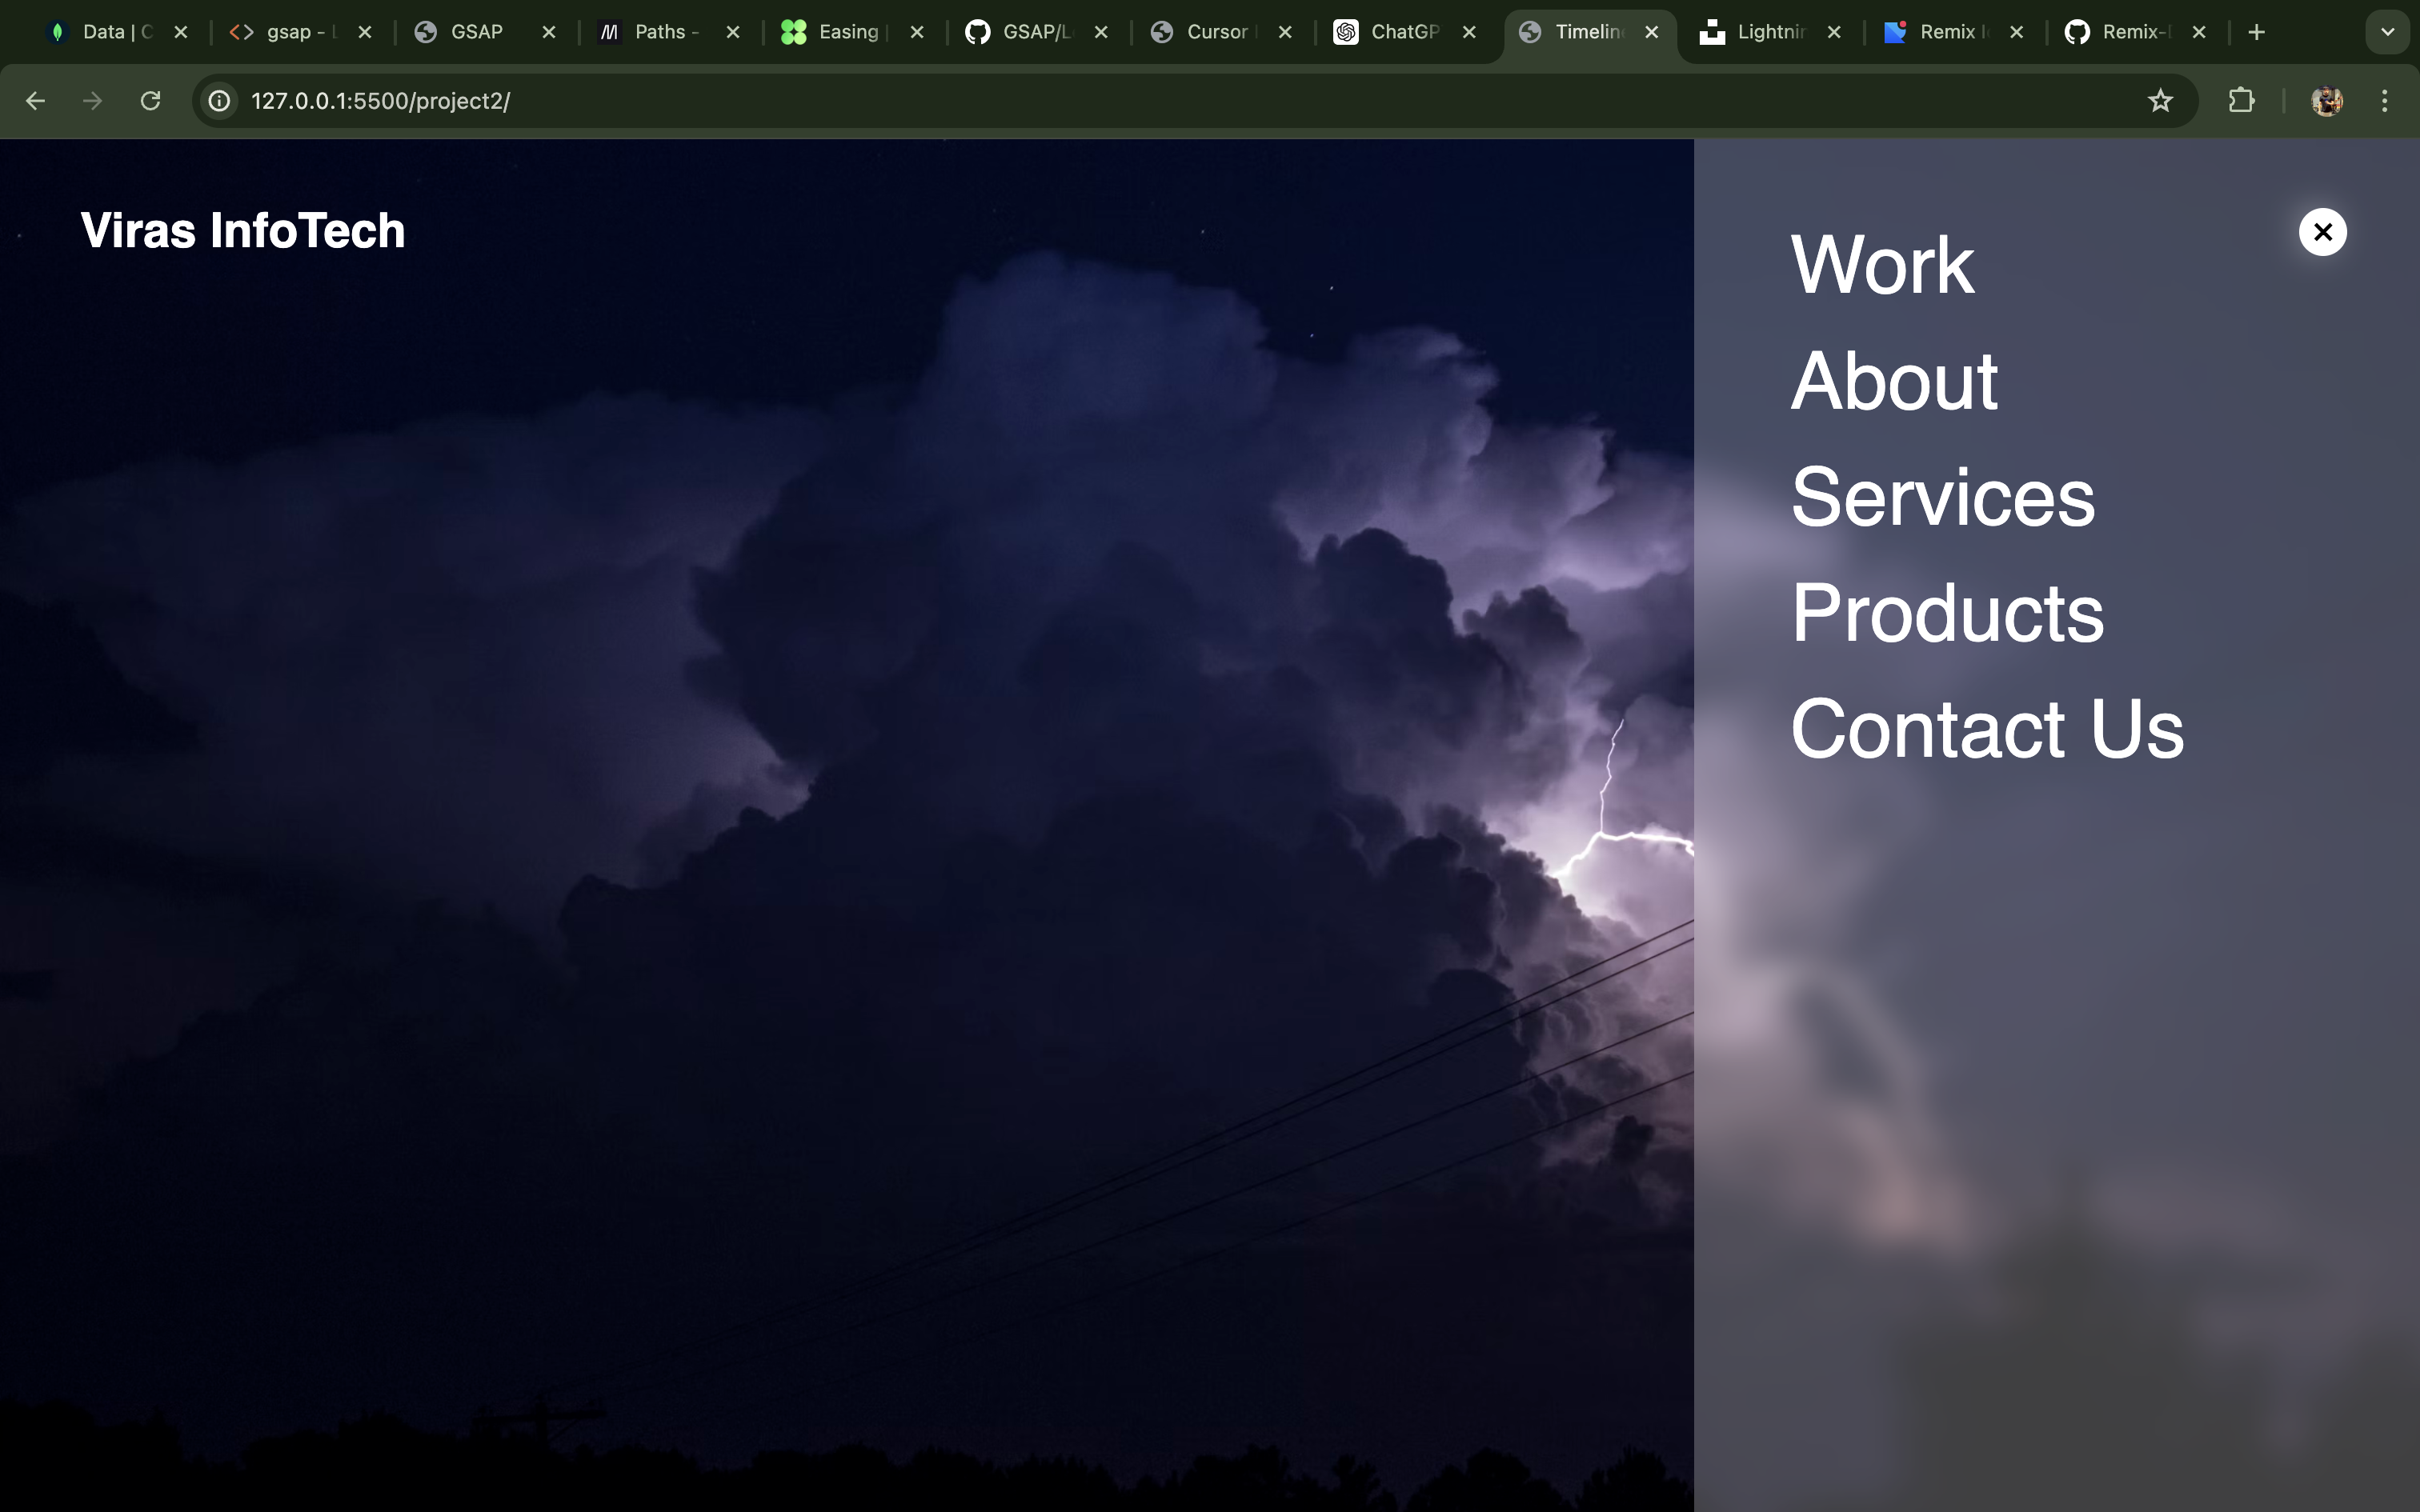 Data | C
gsap - L
GSAP
Paths -
Easing |
GSAP/L
Cursor
ChatGP
Timelin
Lightnin
Remix I
Remix-
127.0.0.1:5500/project2/
Viras InfoTech
Work
About
Services
Products
Contact Us